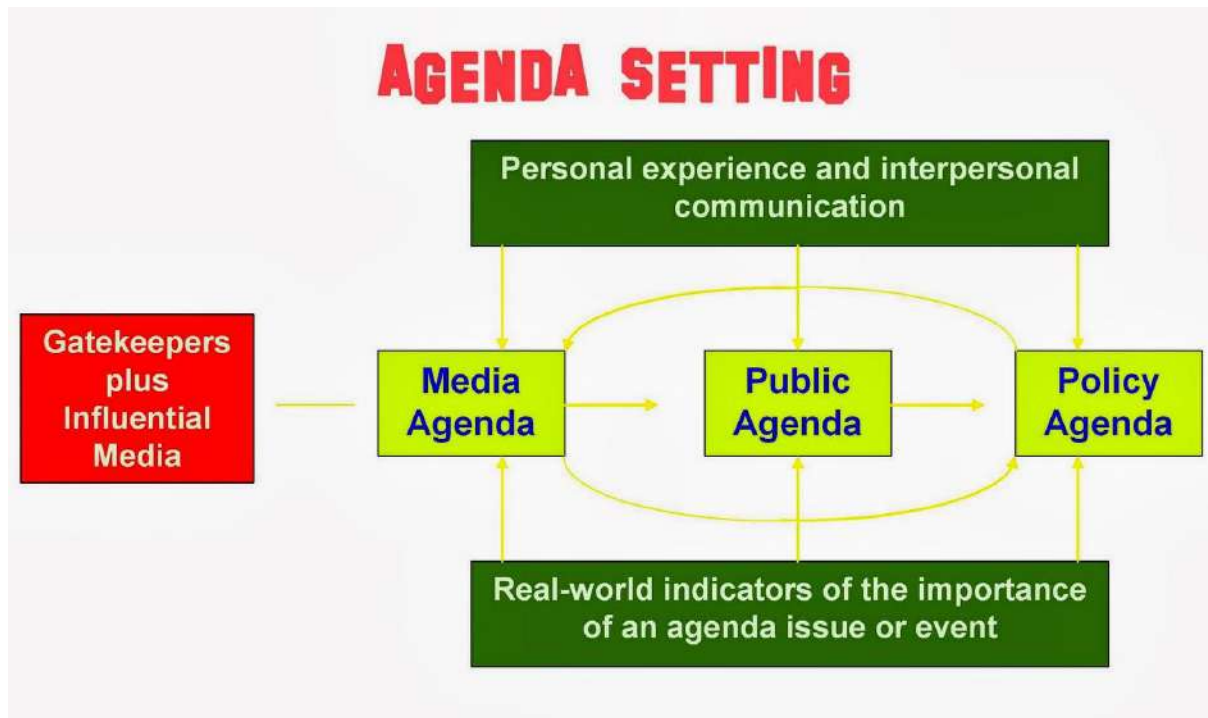 AGENDA SETTING
Personal experience and interpersonal
communication
Gatekeepers
plus
Influential
Media
Media
Agenda
Public
Agenda
Policy
Agenda
Real-world indicators of the importance
of an agenda issue or event